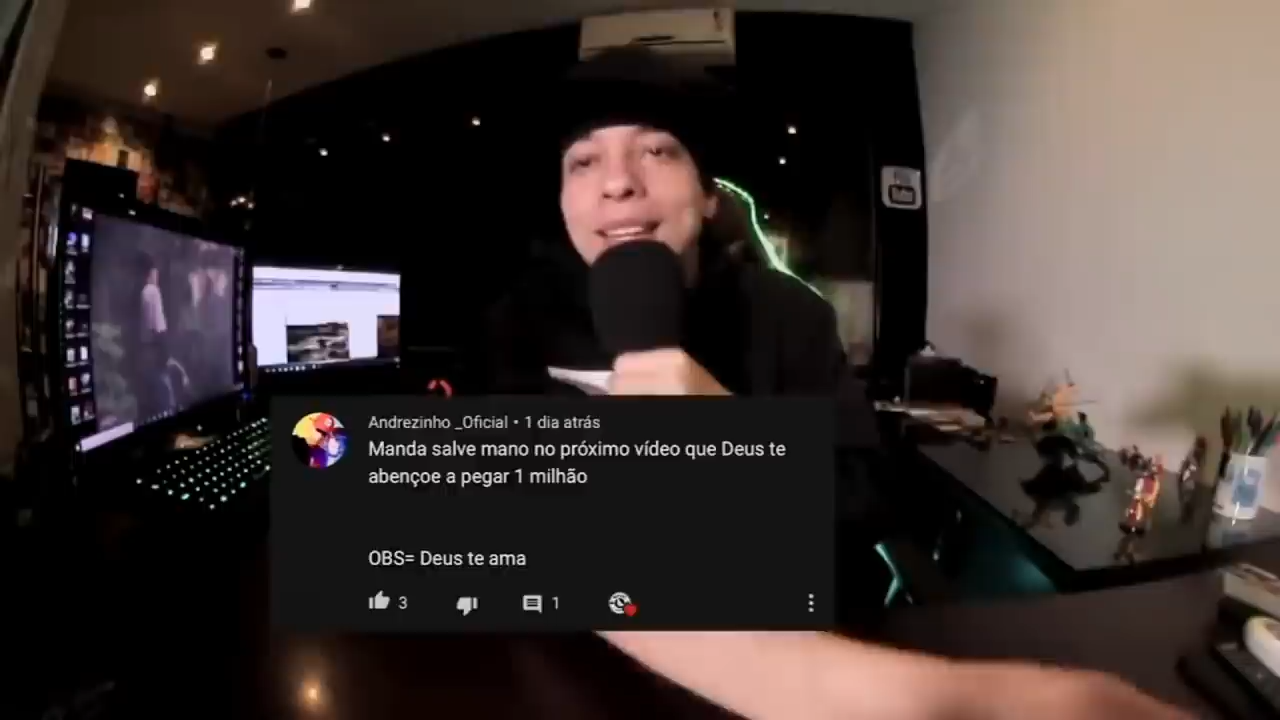 Andrezinho _Oficial • 1 dia atrás
Manda salve mano no próximo vídeo que Deus te
abençoe a pegar 1 milhão
OBS= Deus te ama
3
1